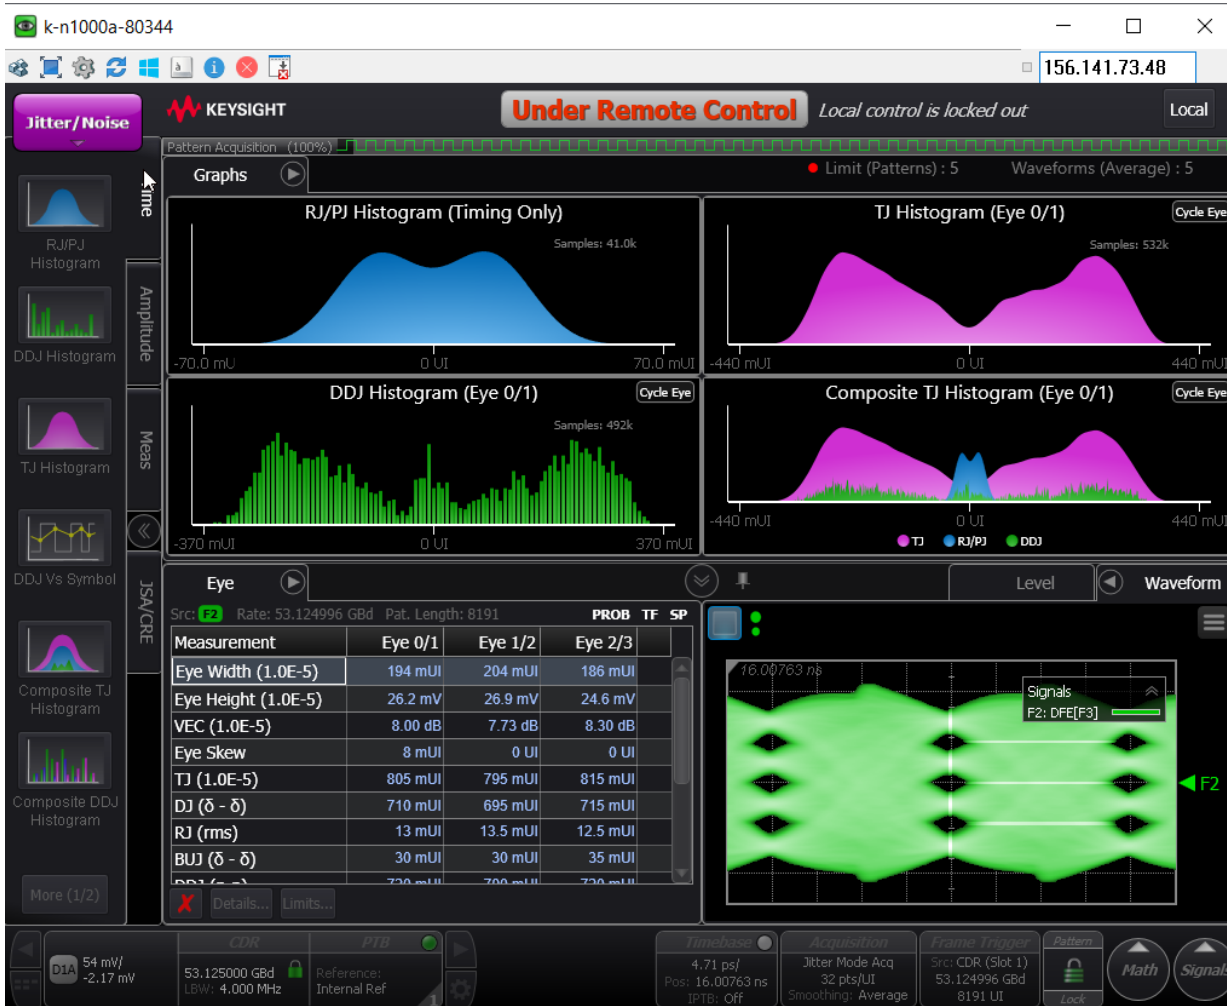 k-n1000a-80344
156.141.73.48
Jitter/Noise
KEYSIGHT
Under Remote Control
Local control is locked out
Local
Pattern Acquisition (100%)
Graphs
Limit (Patterns) : 5
Waveforms (Average) : 5
RJ/PJ Histogram
DDJ Histogram
TJ Histogram
DDJ Vs Symbol
Composite TJ Histogram
Composite DDJ Histogram
More (1/2)
Amplitude
Meas
JSA/CRE
RJ/PJ Histogram (Timing Only)
Samples: 41.0k
-70.0 mU
0 UI
70.0 mUI
TJ Histogram (Eye 0/1)
Cycle Eye
Samples: 532k
-440 mUI
0 UI
440 mUI
DDJ Histogram (Eye 0/1)
Cycle Eye
Samples: 492k
-370 mUI
0 UI
370 mUI
Composite TJ Histogram (Eye 0/1)
Cycle Eye
-440 mUI
0 UI
440 mUI
TJ RJ/PJ DDJ
Eye
Level
Waveform
Src: F2 Rate: 53.124996 GBd Pat. Length: 8191 PROB TF SP
Measurement Eye 0/1 Eye 1/2 Eye 2/3
Eye Width (1.0E-5) 194 mUI 204 mUI 186 mUI
Eye Height (1.0E-5) 26.2 mV 26.9 mV 24.6 mV
VEC (1.0E-5) 8.00 dB 7.73 dB 8.30 dB
Eye Skew 8 mUI 0 UI 0 UI
TJ (1.0E-5) 805 mUI 795 mUI 815 mUI
DJ (δ - δ) 710 mUI 695 mUI 715 mUI
RJ (rms) 13 mUI 13.5 mUI 12.5 mUI
BUJ (δ - δ) 30 mUI 30 mUI 35 mUI
Details... Limits...
16.00763 ns
Signals
F2: DFE[F3]
F2
D1A
54 mV/
-2.17 mV
CDR
53.125000 GBd
LBW: 4.000 MHz
PTB
Reference:
Internal Ref
1
Timebase
4.71 ps/
Pos: 16.00763 ns
IPTB: Off
Acquisition
Jitter Mode Acq
32 pts/UI
Smoothing: Average
Frame Trigger
Src: CDR (Slot 1)
53.124996 GBd
8191 UI
Pattern
Lock
Math
Signals